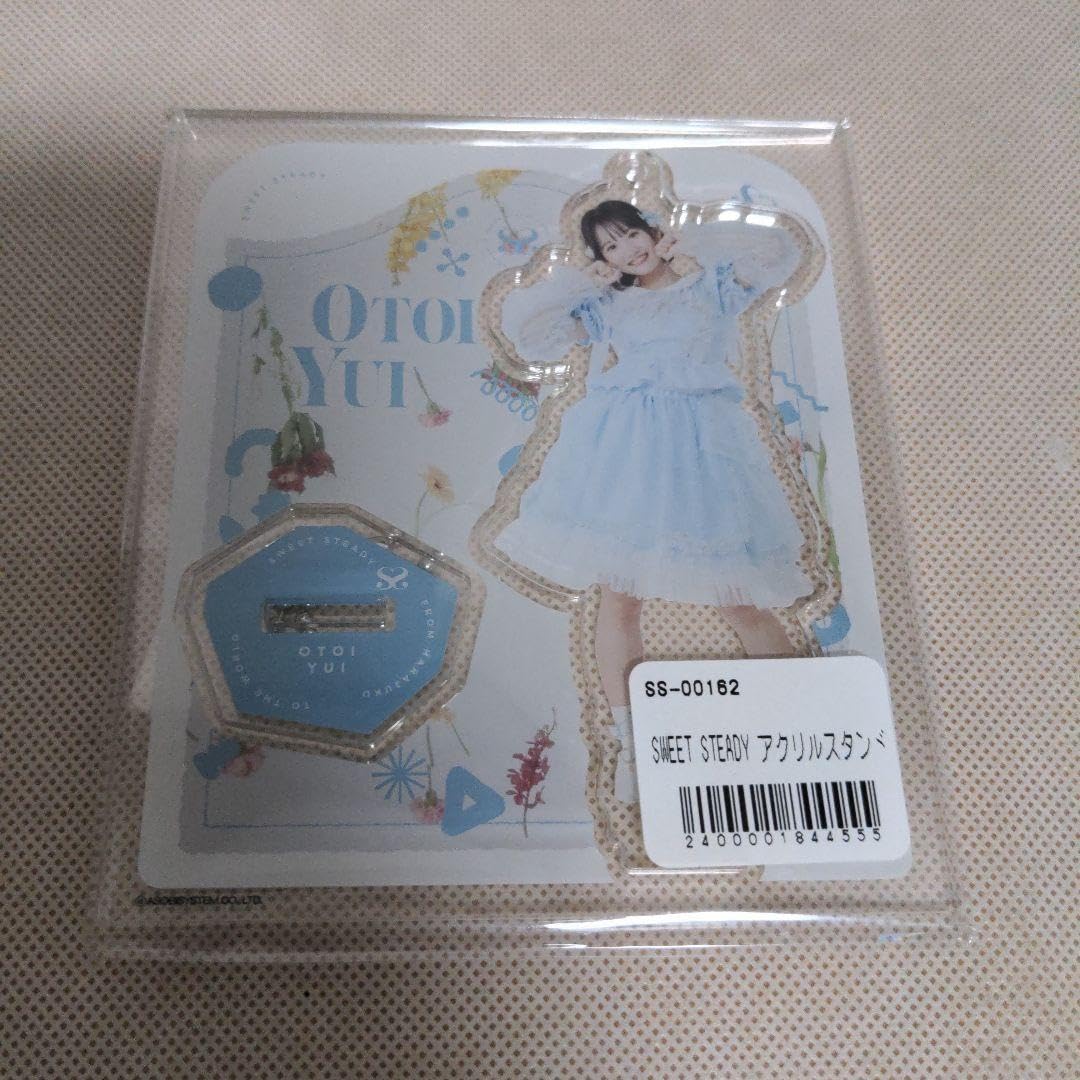 SWEET STEADY
OTOI
YUI
SWEET STEADY
FROM HARAJUKU
TO THE WORLD
OTOI
YUI
SS-00162
SWEET STEADY アクリルスタンド
2400001844555
©ASOBISYSTEM CO.,LTD.